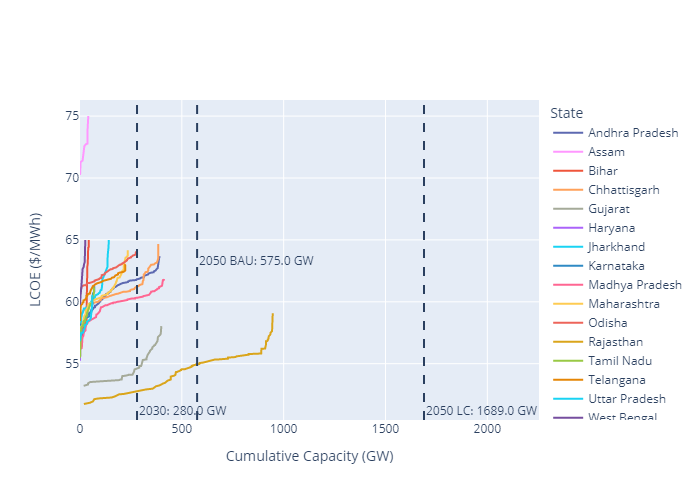 State
Andhra Pradesh
Assam
Bihar
Chhattisgarh
Gujarat
Haryana
Jharkhand
Karnataka
Madhya Pradesh
Maharashtra
Odisha
Rajasthan
Tamil Nadu
Telangana
Uttar Pradesh
West Bengal
75
70
65
60
55
LCOE ($/MWh)
2050 BAU: 575.0 GW
2030: 280.0 GW
2050 LC: 1689.0 GW
0
500
1000
1500
2000
Cumulative Capacity (GW)